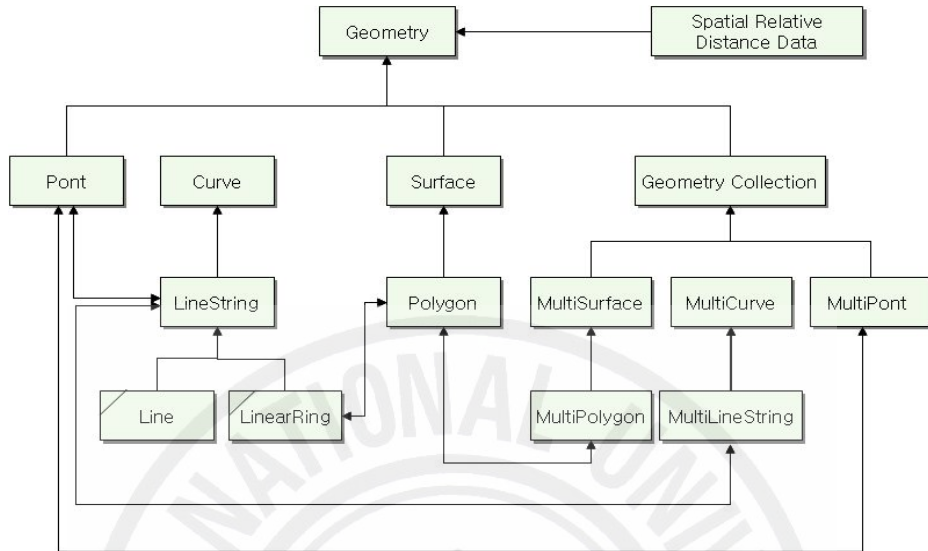 Geometry
Spatial Relative
Distance Data
Pont
Curve
Surface
Geometry Collection
LineString
Polygon
MultiSurface
MultiCurve
MultiPont
Line
LinearRing
MultiPolygon
MultiLineString
NATIONAL